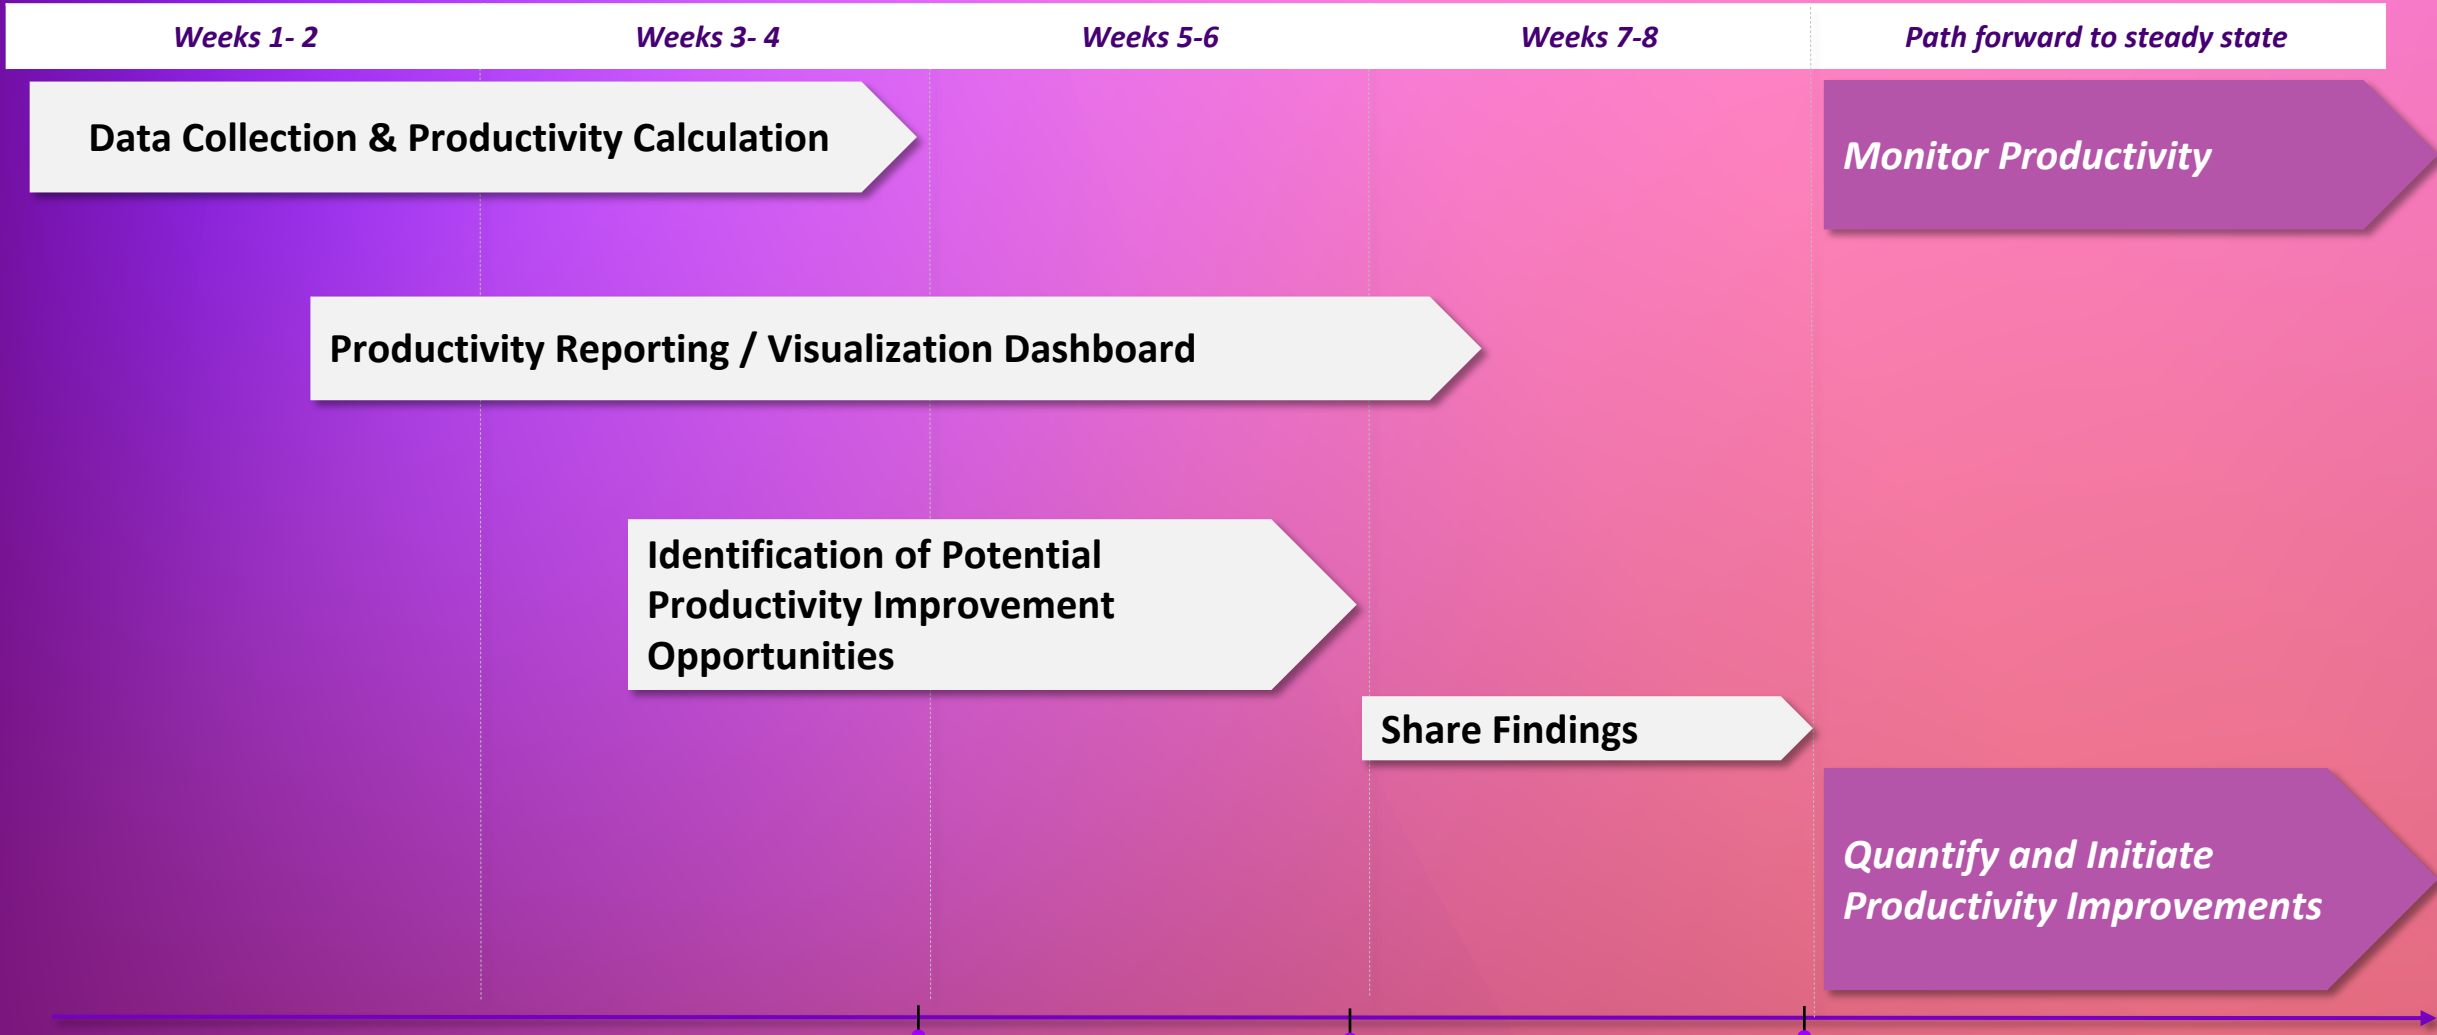 Weeks 1- 2
Weeks 3- 4
Weeks 5-6
Weeks 7-8
Path forward to steady state
Data Collection & Productivity Calculation
Monitor Productivity
Productivity Reporting / Visualization Dashboard
Identification of Potential
Productivity Improvement
Opportunities
Share Findings
Quantify and Initiate
Productivity Improvements